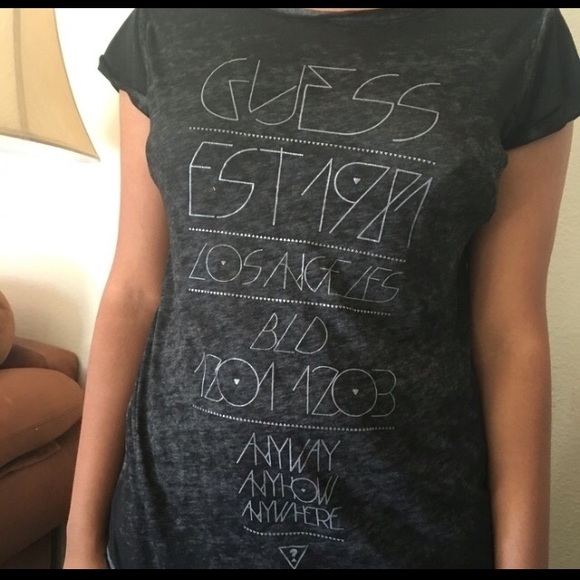 GUESS
EST 1981
LOS ANGELES
BLD
1201 1203
ANYWAY
ANYHOW
ANYWHERE
?